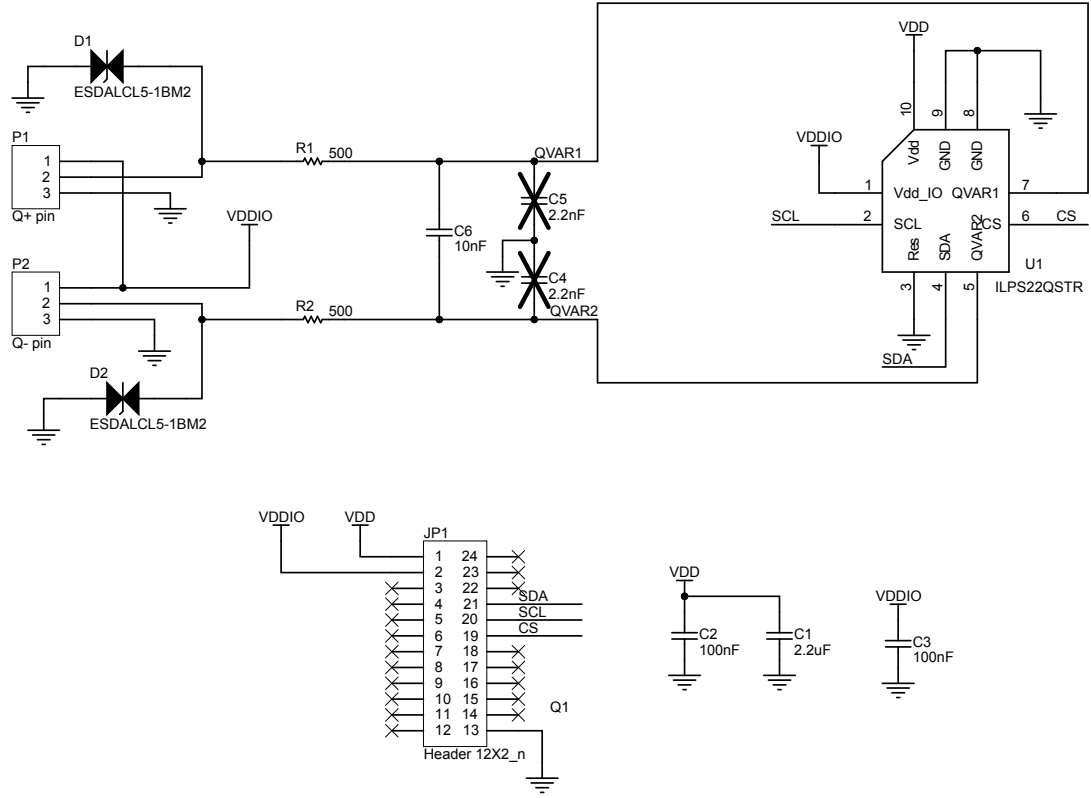 D1
ESDALCL5-1BM2
P1
1
2
3
Q+ pin
P2
1
2
3
Q- pin
D2
ESDALCL5-1BM2
VDDIO
R1 500
R2 500
C6
10nF
QVAR1
C5
2.2nF
C4
2.2nF
QVAR2
VDD
VDDIO
10 9 8
Vdd GND GND
1 Vdd_IO QVAR1 7
SCL 2 SCL CS 6 CS
Res SDA QVAR2
3 4 5
U1
ILPS22QSTR
SDA
VDDIO VDD
JP1
1 24
2 23
3 22
4 21 SDA
5 20 SCL
6 19 CS
7 18
8 17
9 16
10 15
11 14
12 13
Header 12X2_n
Q1
VDD
C2
100nF
C1
2.2uF
VDDIO
C3
100nF